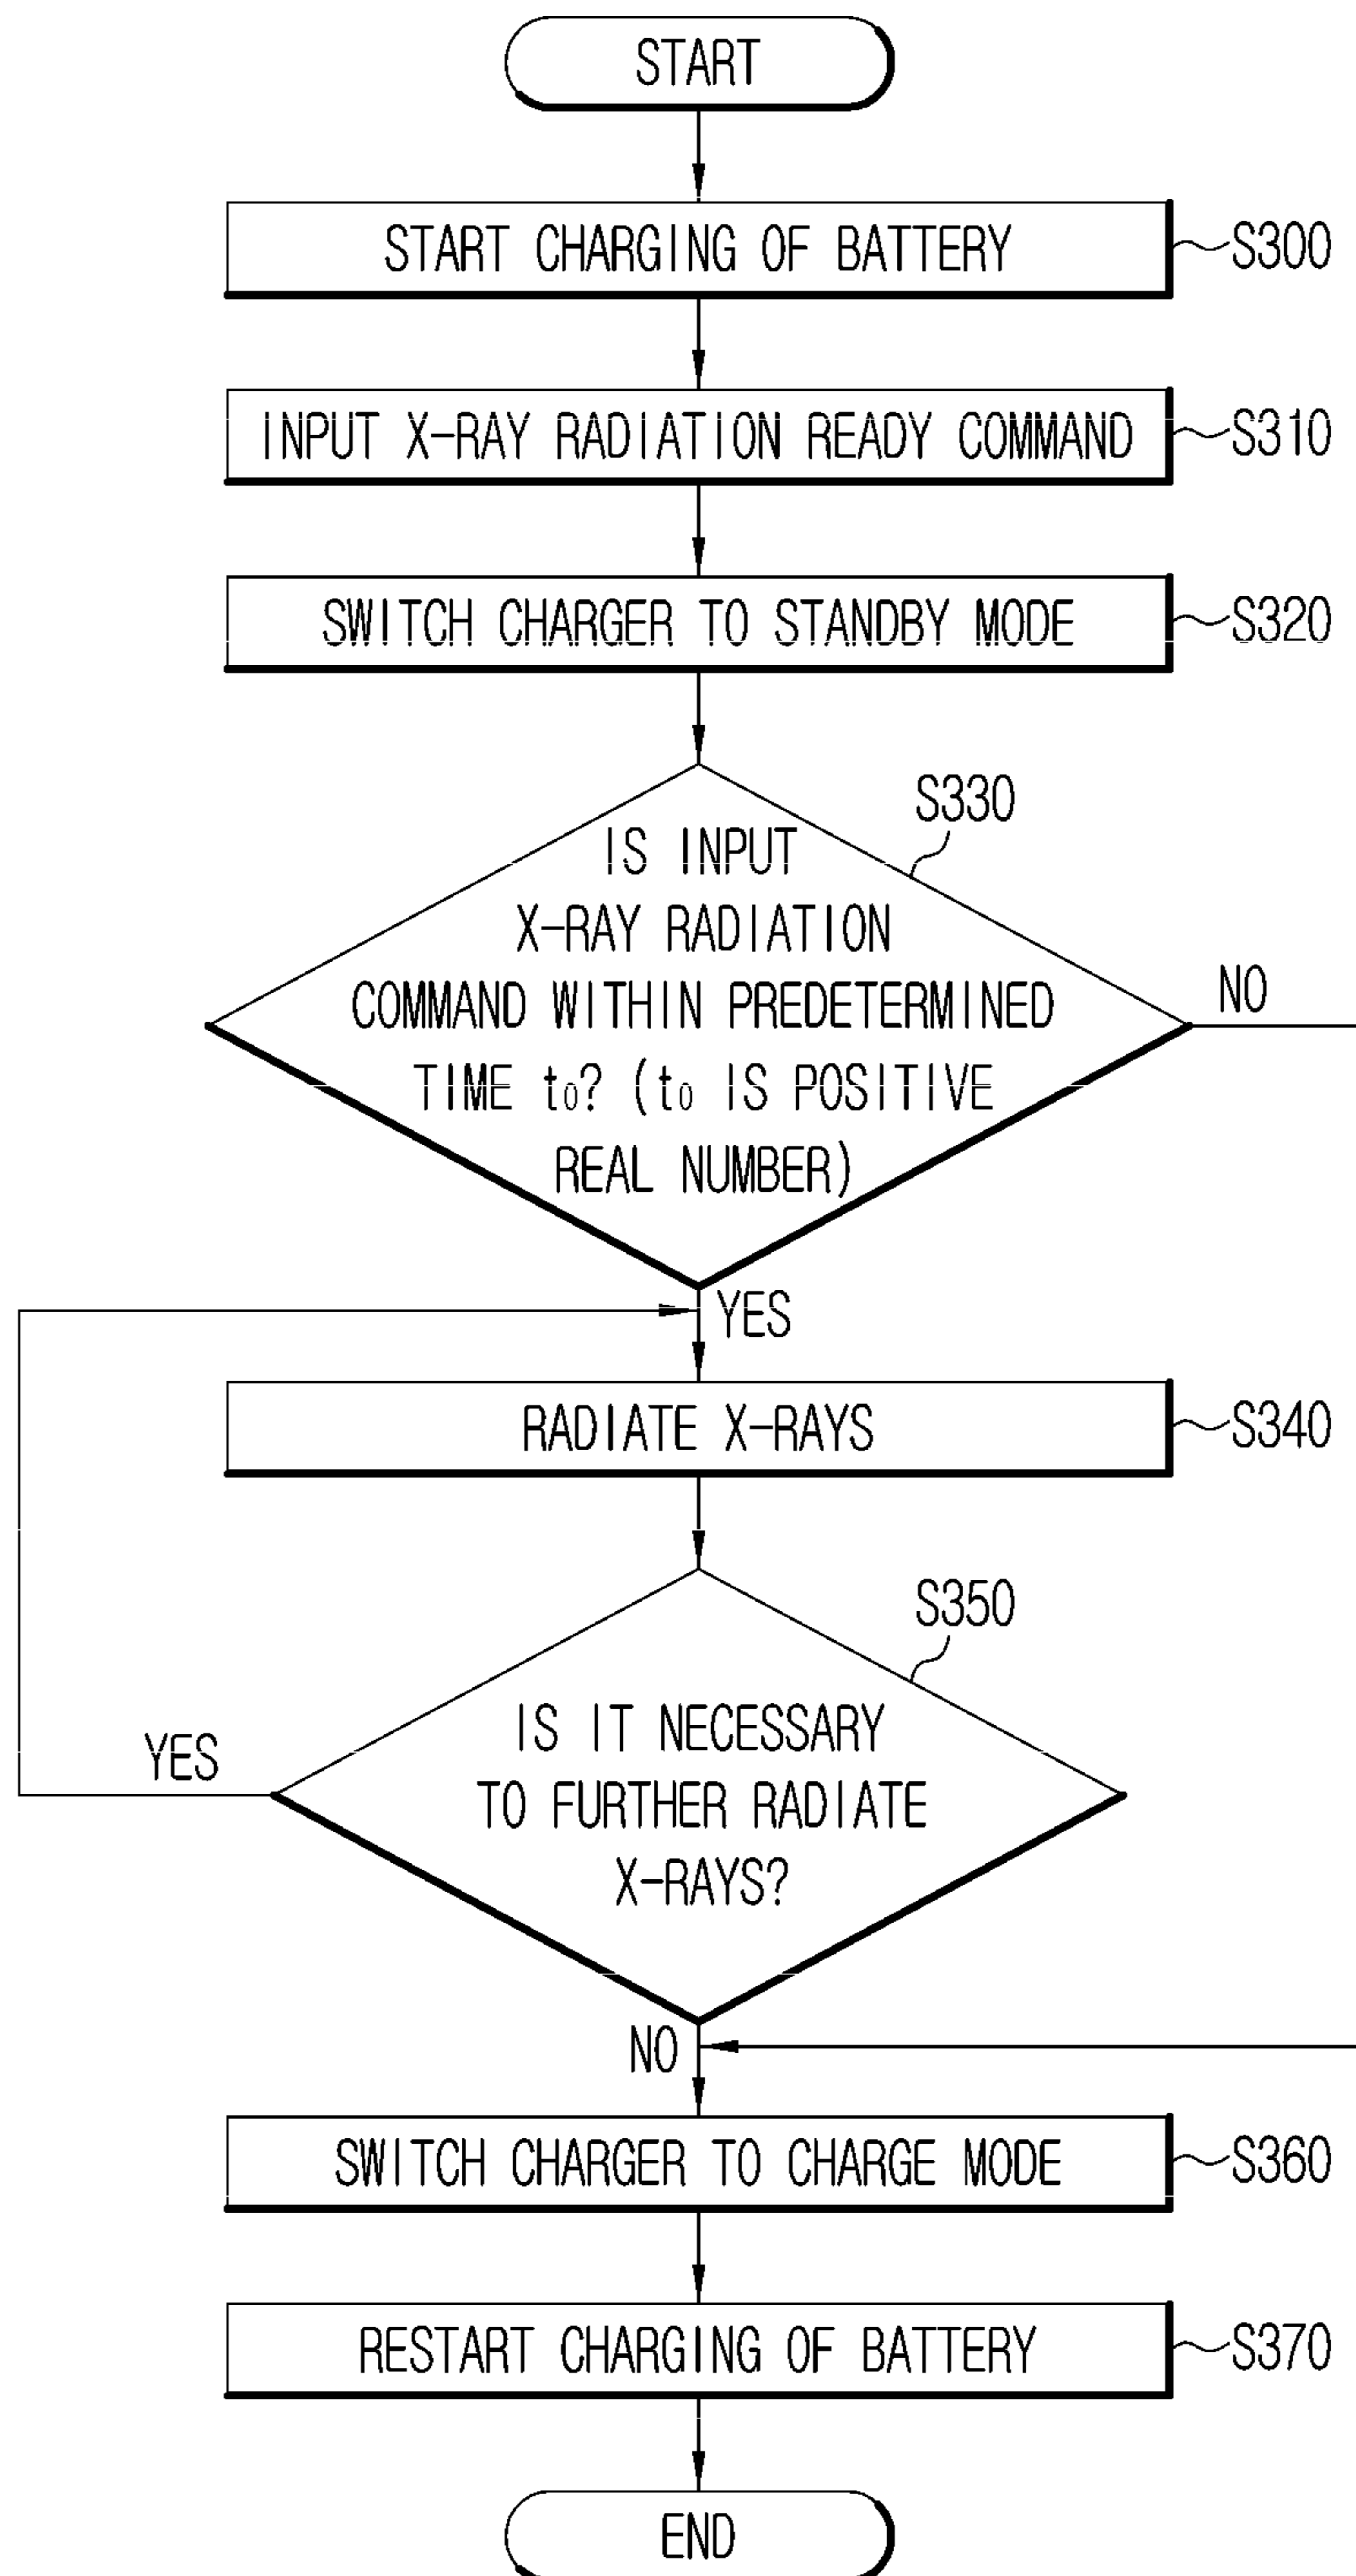 START
START CHARGING OF BATTERY
S300
INPUT X-RAY RADIATION READY COMMAND
S310
SWITCH CHARGER TO STANDBY MODE
S320
S330
IS INPUT
X-RAY RADIATION
COMMAND WITHIN PREDETERMINED
TIME t0? (t0 IS POSITIVE
REAL NUMBER)
NO
YES
RADIATE X-RAYS
S340
S350
IS IT NECESSARY
TO FURTHER RADIATE
X-RAYS?
YES
NO
SWITCH CHARGER TO CHARGE MODE
S360
RESTART CHARGING OF BATTERY
S370
END